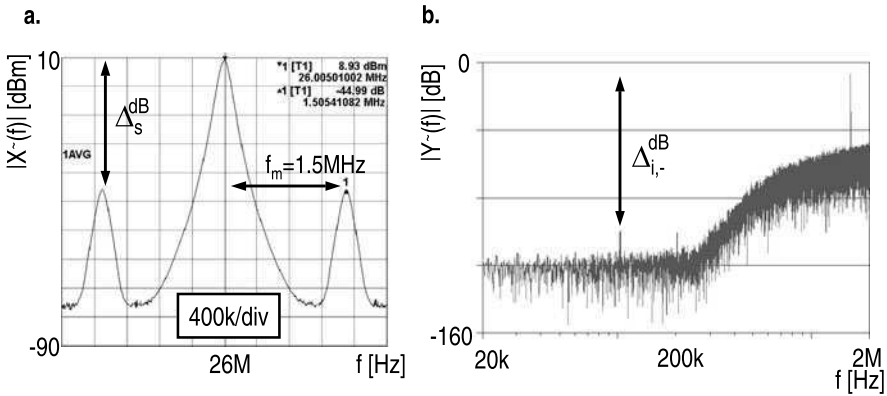 a.
|X~(f)| [dBm]
10
-90
▼1 [T1] 8.93 dBm
26.00501002 MHz
▲1 [T1] -44.99 dB
1.50541082 MHz
Δs dB
1AVG
fm=1.5MHz
1
400k/div
26M
f [Hz]
b.
|Y~(f)| [dB]
0
-160
Δi,- dB
20k
200k
2M
f [Hz]